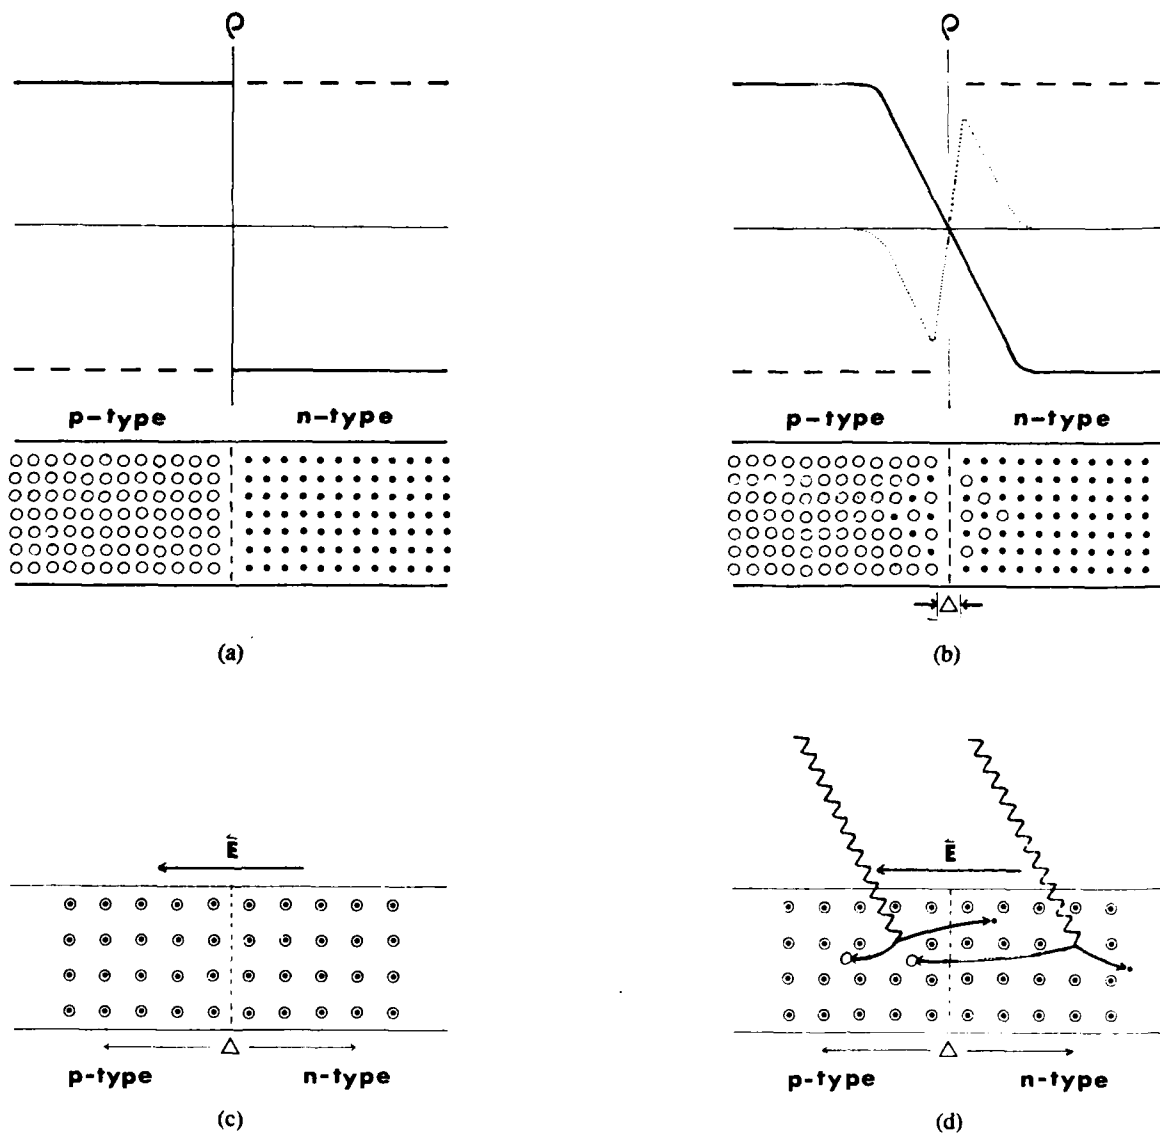 ρ ρ
p-type n-type p-type n-type
Δ
(a) (b)
E E
Δ Δ
p-type n-type p-type n-type
(c) (d)